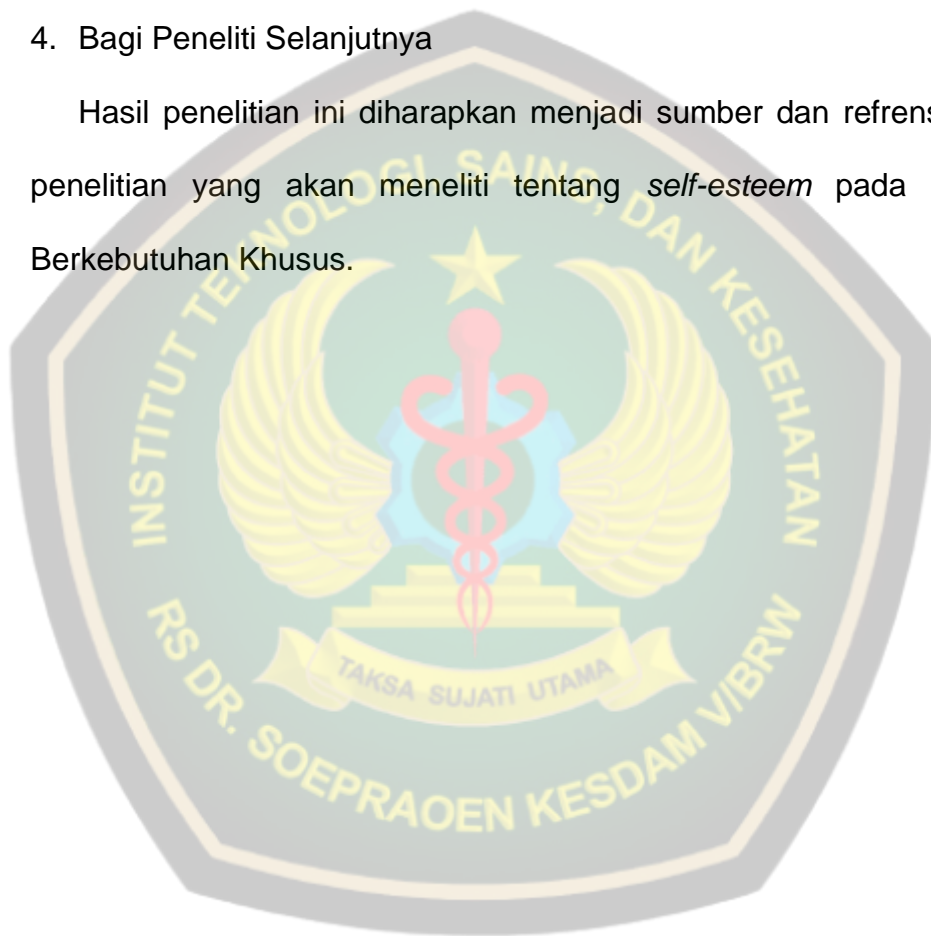 4. Bagi Peneliti Selanjutnya
Hasil penelitian ini diharapkan menjadi sumber dan refrens
penelitian yang akan meneliti tentang self-esteem pada
Berkebutuhan Khusus.
INSTITUT TEKNOLOGI, SAINS, DAN KESEHATAN
TAKSA SUJATI UTAMA
RS DR. SOEPRAOEN KESDAM V/BRW